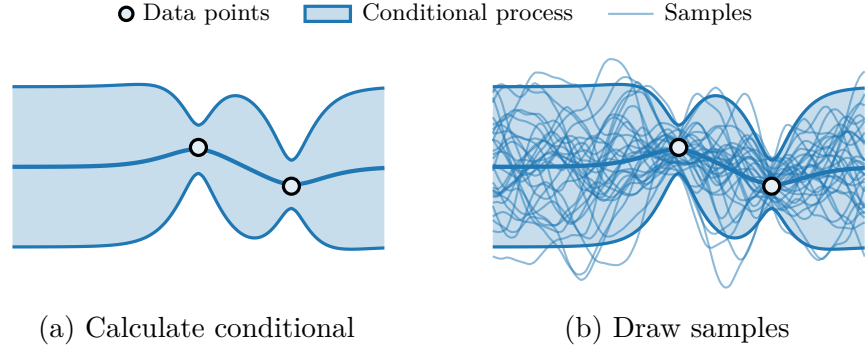 Data points Conditional process Samples
(a) Calculate conditional
(b) Draw samples